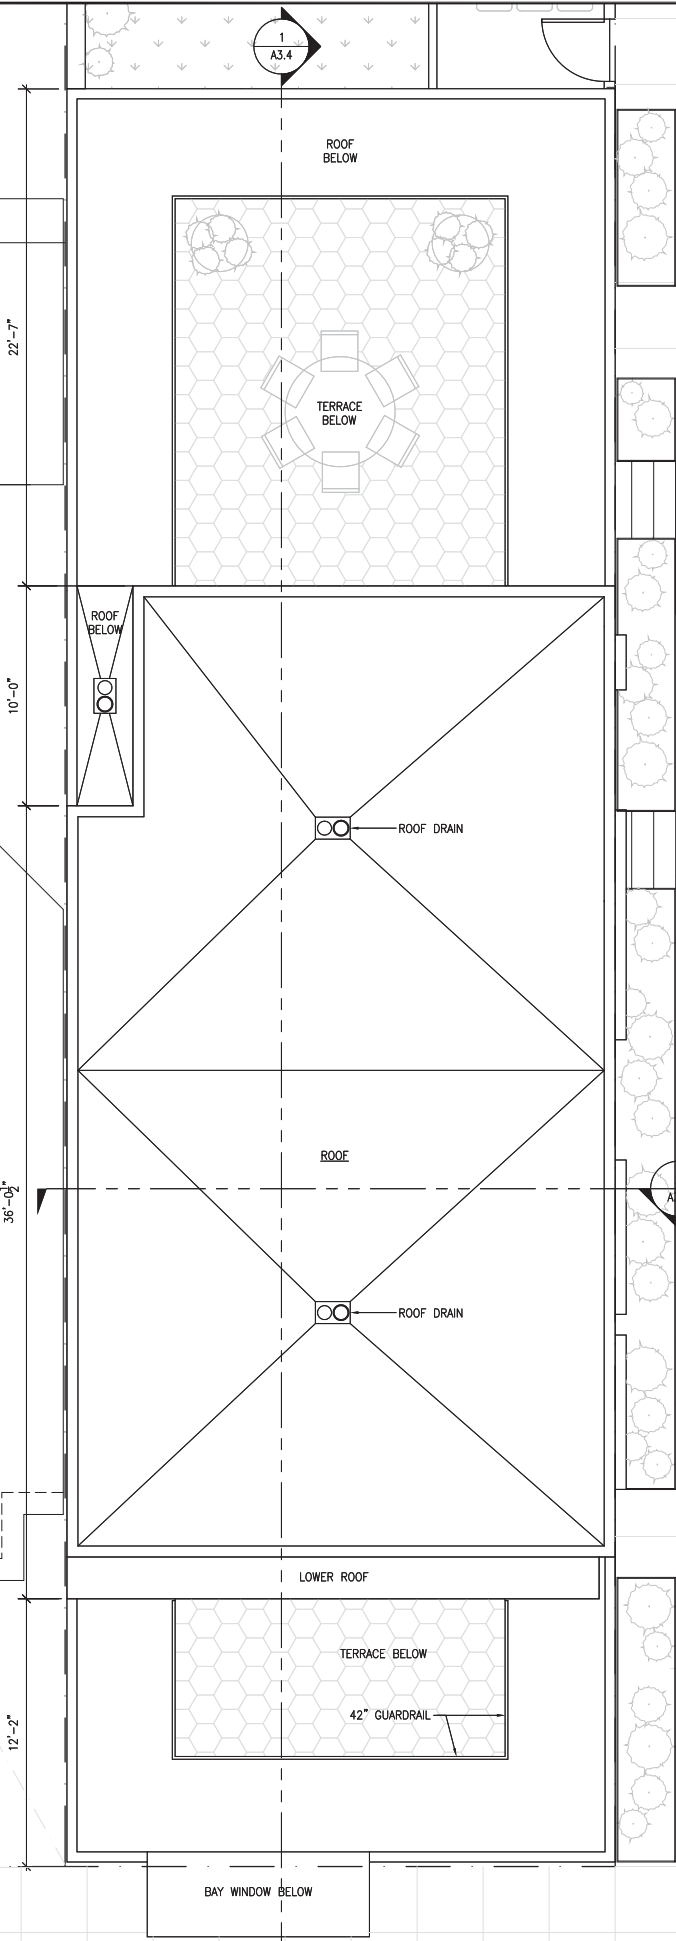 1
A3.4
ROOF
BELOW
22'-7"
TERRACE
BELOW
ROOF
BELOW
10'-0"
ROOF DRAIN
ROOF
36'-0½"
ROOF DRAIN
LOWER ROOF
TERRACE BELOW
42" GUARDRAIL
12'-2"
BAY WINDOW BELOW